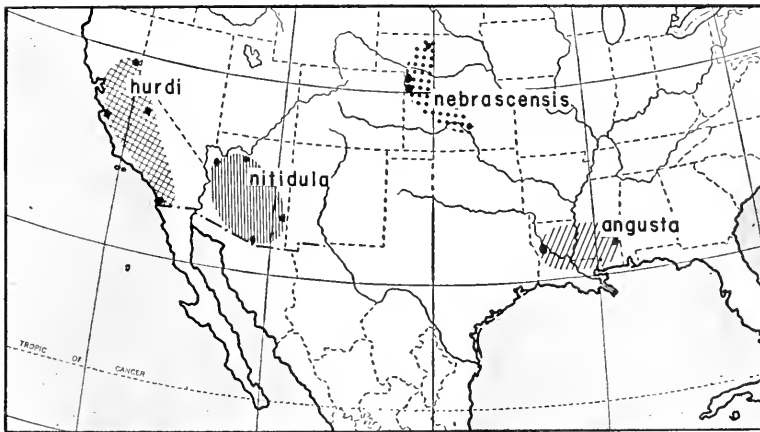 hurdi
nebrascensis
nitidula
angusta
TROPIC OF CANCER